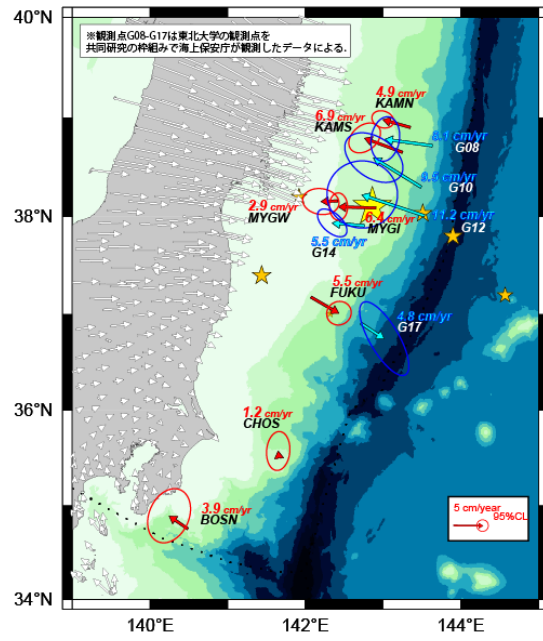 40°N
※観測点G08-G17は東北大学の観測点を
共同研究の枠組みで海上保安庁が観測したデータによる.
4.9 cm/yr
KAMN
6.9 cm/yr
KAMS
8.1 cm/yr
G08
9.5 cm/yr
G10
38°N
2.9 cm/yr
MYGW
11.2 cm/yr
G12
6.4 cm/yr
MYGI
5.5 cm/yr
G14
5.5 cm/yr
FUKU
4.8 cm/yr
G17
36°N
1.2 cm/yr
CHOS
3.9 cm/yr
BOSN
5 cm/year
95%CL
34°N
140°E
142°E
144°E